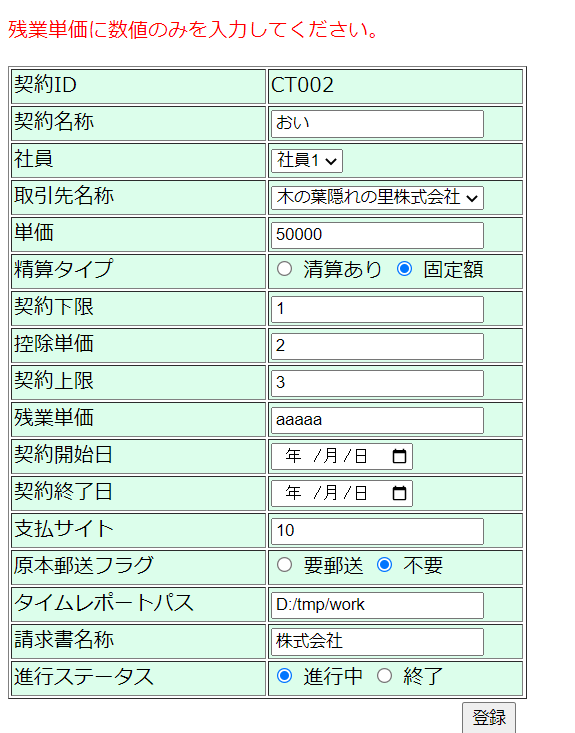 残業単価に数値のみを入力してください。
契約ID CT002
契約名称 おい
社員 社員1
取引先名称 木の葉隠れの里株式会社
単価 50000
精算タイプ 清算あり 固定額
契約下限 1
控除単価 2
契約上限 3
残業単価 aaaaa
契約開始日 年 /月/日
契約終了日 年 /月/日
支払サイト 10
原本郵送フラグ 要郵送 不要
タイムレポートパス D:/tmp/work
請求書名称 株式会社
進行ステータス 進行中 終了
登録